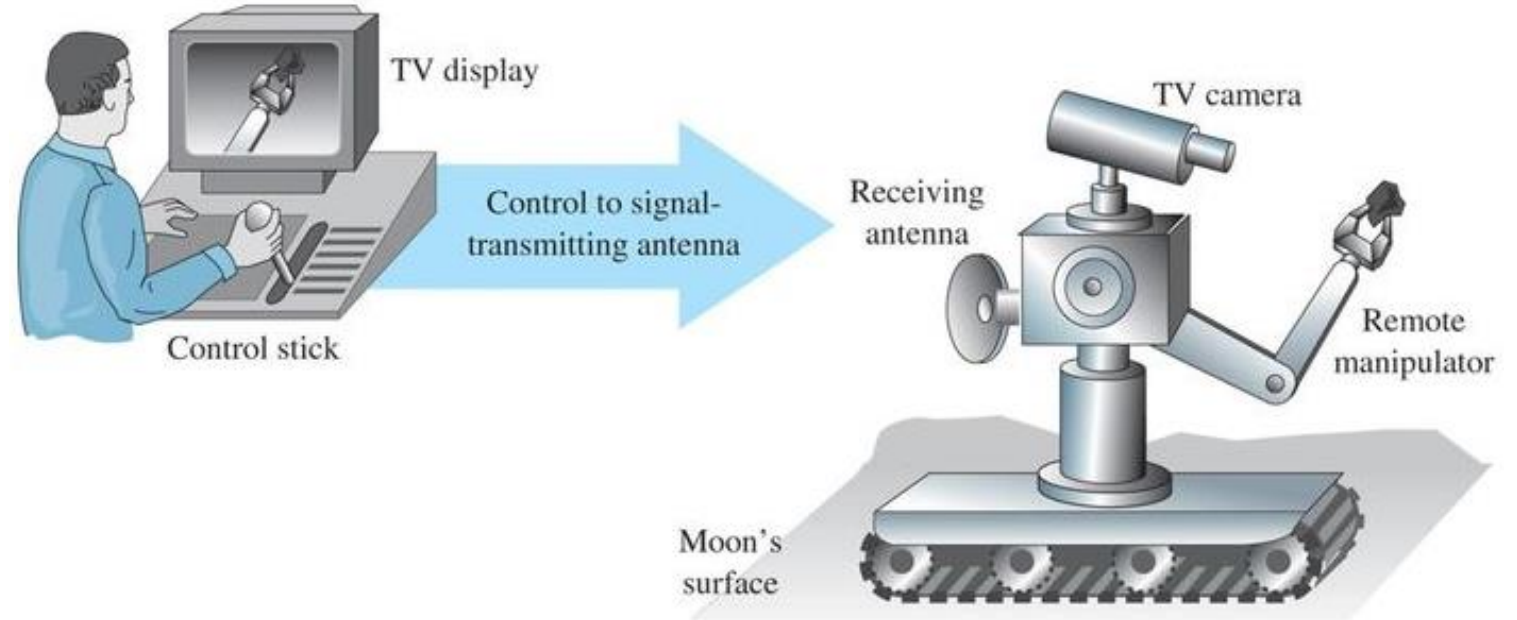 TV display
Control stick
Control to signal-
transmitting antenna
TV camera
Receiving
antenna
Remote
manipulator
Moon’s
surface